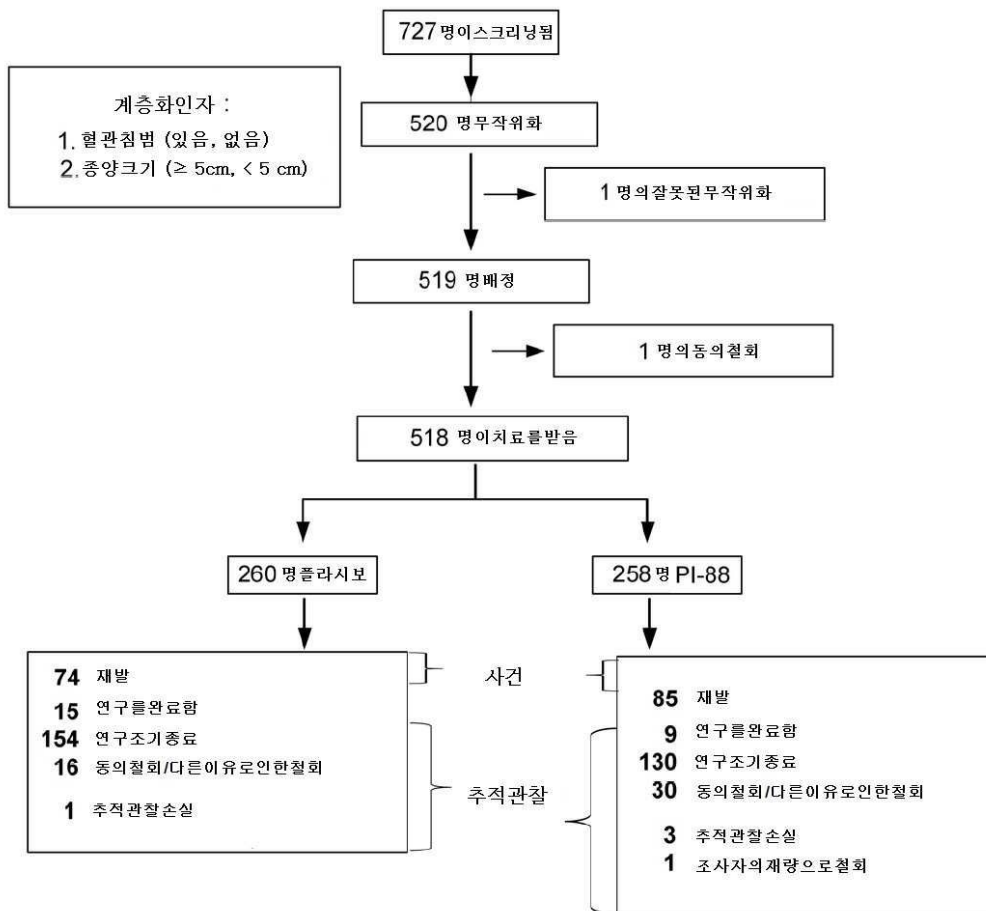 727 명이스크리닝됨
계층화인자 :
1. 혈관침범 (있음, 없음)
2. 종양크기 (≥ 5cm, < 5 cm)
520 명무작위화
1 명의잘못된무작위화
519 명배정
1 명의동의철회
518 명이치료를받음
260 명플라시보
258 명 PI-88
74 재발
15 연구를완료함
154 연구조기종료
16 동의철회/다른이유로인한철회
1 추적관찰손실
사건
추적관찰
85 재발
9 연구를완료함
130 연구조기종료
30 동의철회/다른이유로인한철회
3 추적관찰손실
1 조사자의재량으로철회